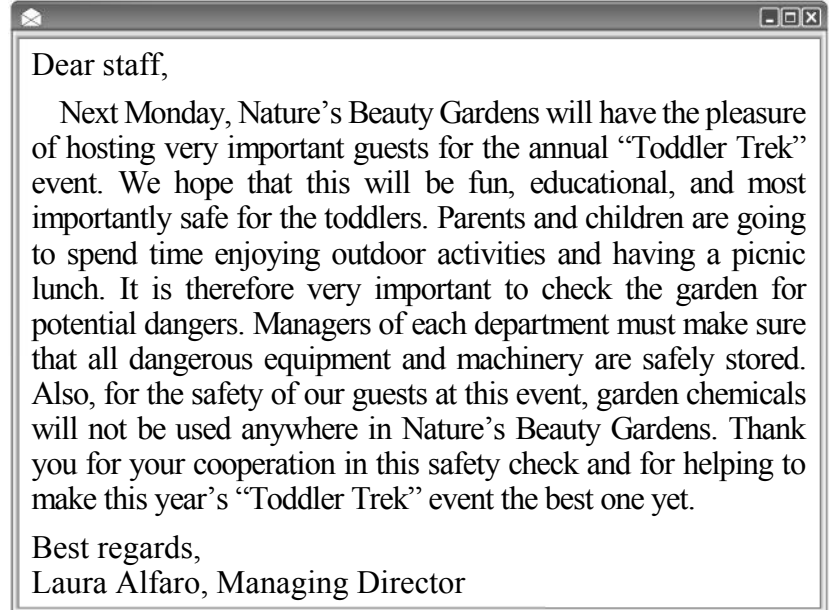 Dear staff,
Next Monday, Nature’s Beauty Gardens will have the pleasure
of hosting very important guests for the annual “Toddler Trek”
event. We hope that this will be fun, educational, and most
importantly safe for the toddlers. Parents and children are going
to spend time enjoying outdoor activities and having a picnic
lunch. It is therefore very important to check the garden for
potential dangers. Managers of each department must make sure
that all dangerous equipment and machinery are safely stored.
Also, for the safety of our guests at this event, garden chemicals
will not be used anywhere in Nature’s Beauty Gardens. Thank
you for your cooperation in this safety check and for helping to
make this year’s “Toddler Trek” event the best one yet.
Best regards,
Laura Alfaro, Managing Director